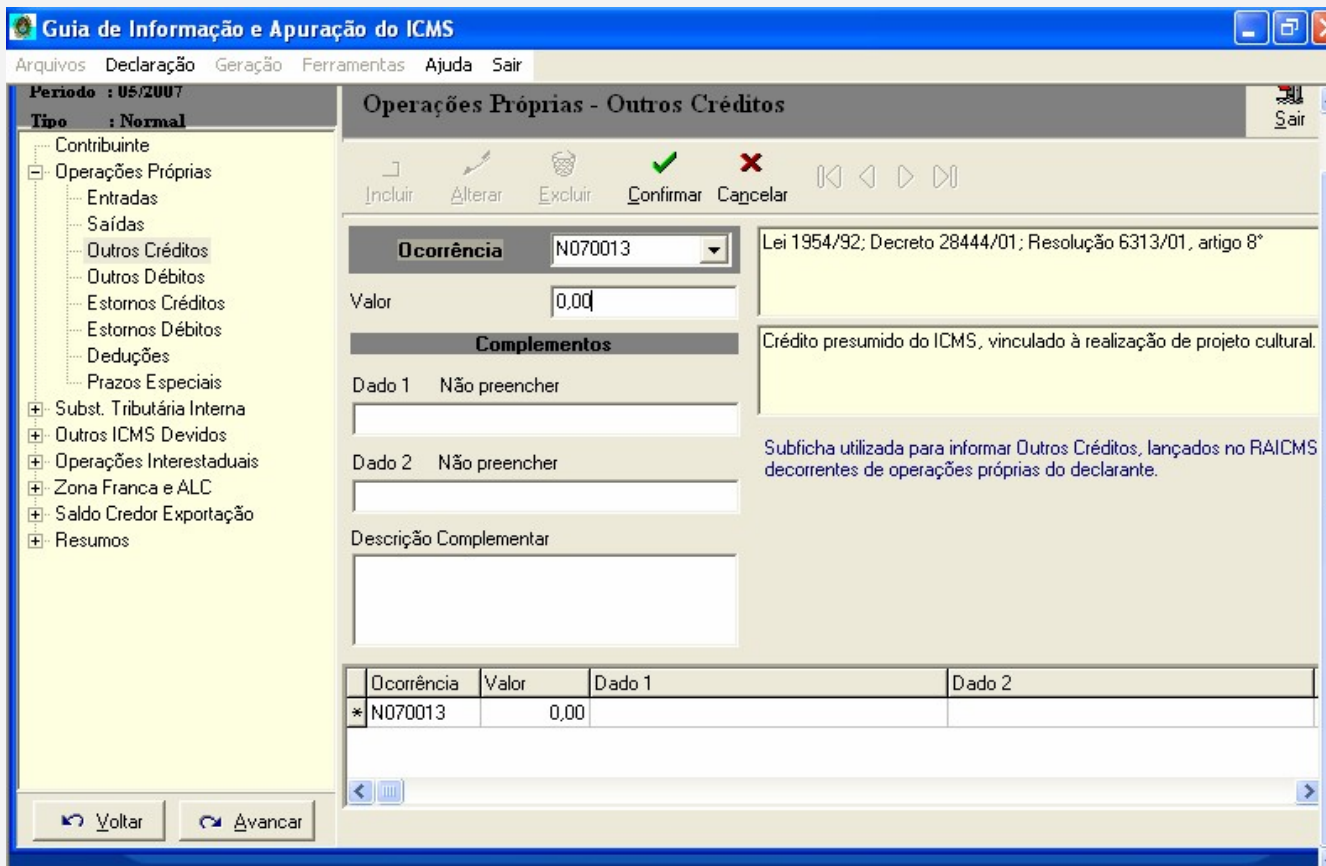 Guia de Informação e Apuração do ICMS
Arquivos Declaração Geração Ferramentas Ajuda Sair
Período : 05/2007
Tipo : Normal
Contribuinte
Operações Próprias
Entradas
Saídas
Outros Créditos
Outros Débitos
Estornos Créditos
Estornos Débitos
Deduções
Prazos Especiais
Subst. Tributária Interna
Outros ICMS Devidos
Operações Interestaduais
Zona Franca e ALC
Saldo Credor Exportação
Resumos
Voltar Avancar
Operações Próprias - Outros Créditos
Sair
Incluir Alterar Excluir Confirmar Cancelar
Ocorrência N070013
Valor 0,00
Complementos
Dado 1 Não preencher
Dado 2 Não preencher
Descrição Complementar
Lei 1954/92; Decreto 28444/01; Resolução 6313/01, artigo 8°
Crédito presumido do ICMS, vinculado à realização de projeto cultural.
Subficha utilizada para informar Outros Créditos, lançados no RAICMS
decorrentes de operações próprias do declarante.
Ocorrência Valor Dado 1 Dado 2
* N070013 0,00